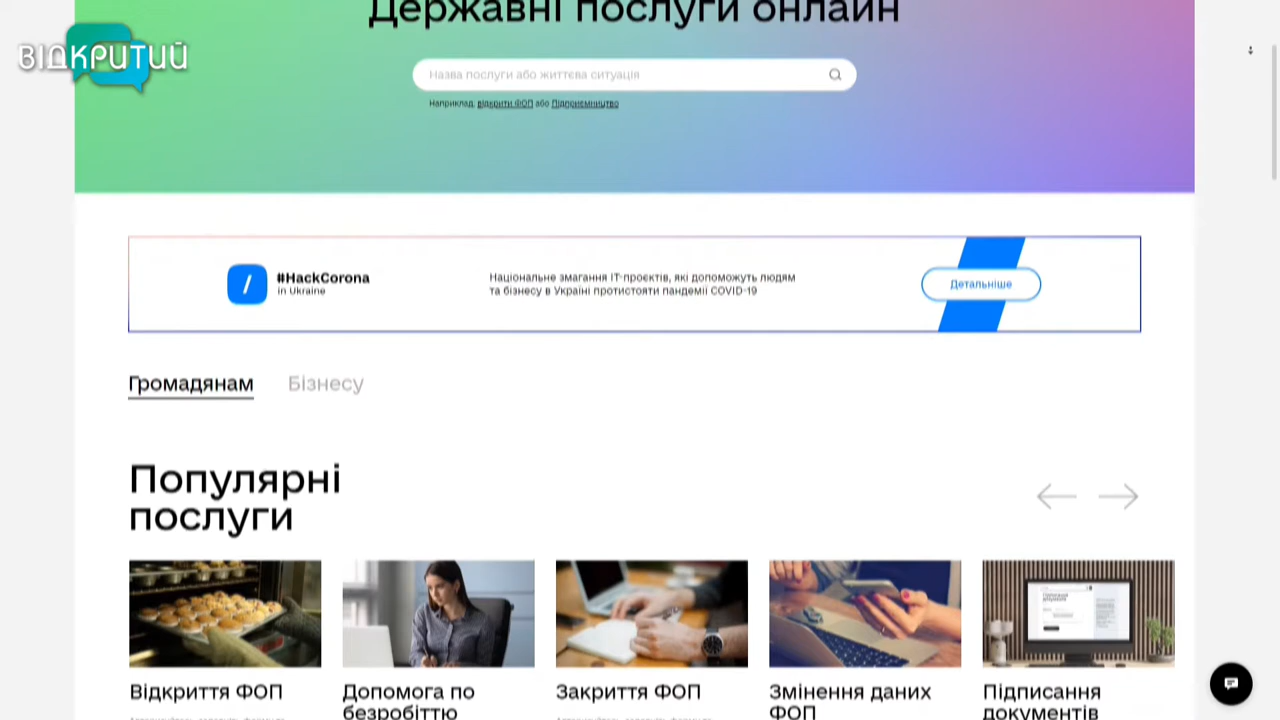 Державні послуги онлайн
ВІДКРИТИЙ
Назва послуги або життєва ситуація
Наприклад: відкрити ФОП або Підприємництво
#HackCorona
in Ukraine
Національне змагання ІТ-проєктів, які допоможуть людям
та бізнесу в Україні протистояти пандемії COVID-19
Детальніше
Громадянам
Бізнесу
Популярні
послуги
Відкриття ФОП
Допомога по
безробіттю
Закриття ФОП
Змінення даних
ФОП
Підписання
документів